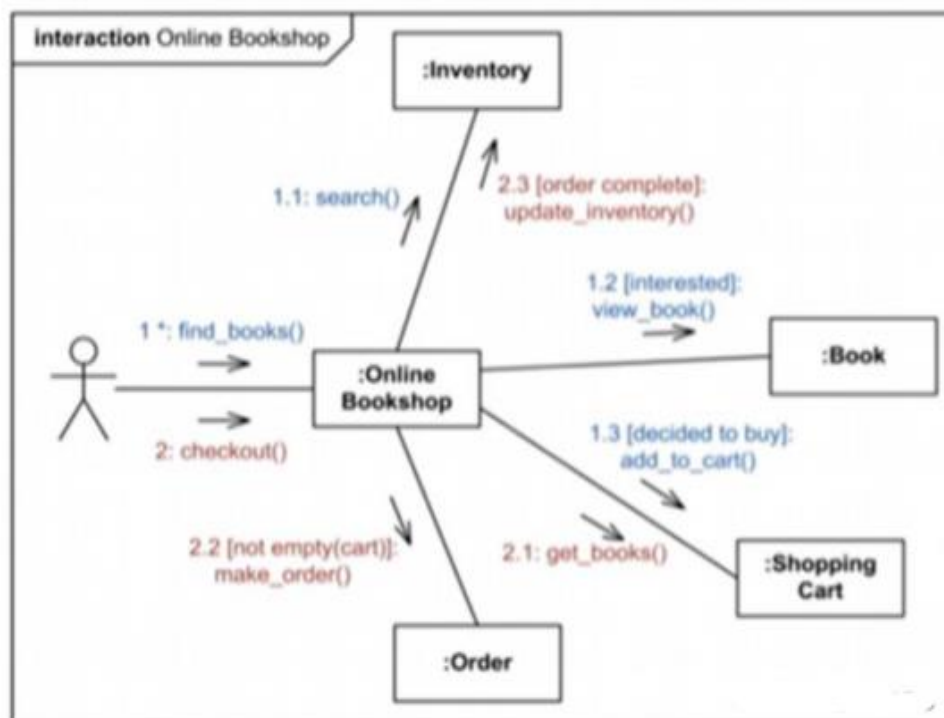 interaction Online Bookshop
:Inventory
1.1: search()
2.3 [order complete]:
update_inventory()
1.2 [interested]:
view_book()
1 *: find_books()
:Online
Bookshop
:Book
2: checkout()
1.3 [decided to buy]:
add_to_cart()
2.2 [not empty(cart)]:
make_order()
2.1: get_books()
:Shopping
Cart
:Order